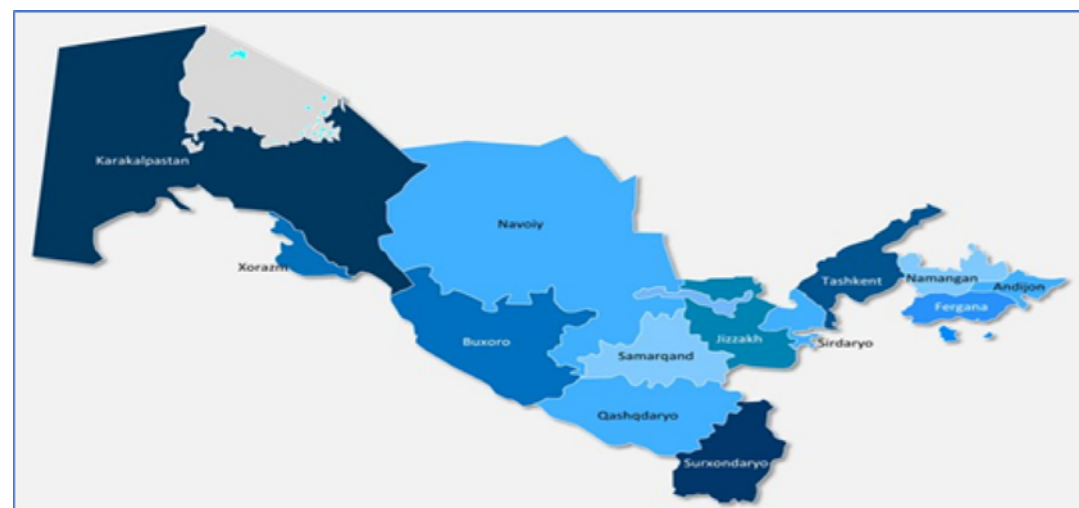 Karakalpastan
Navoiy
Xorazm
Tashkent
Namangan
Andijon
Fergana
Buxoro
Jizzakh
Sirdaryo
Samarqand
Qashqdaryo
Surxondaryo